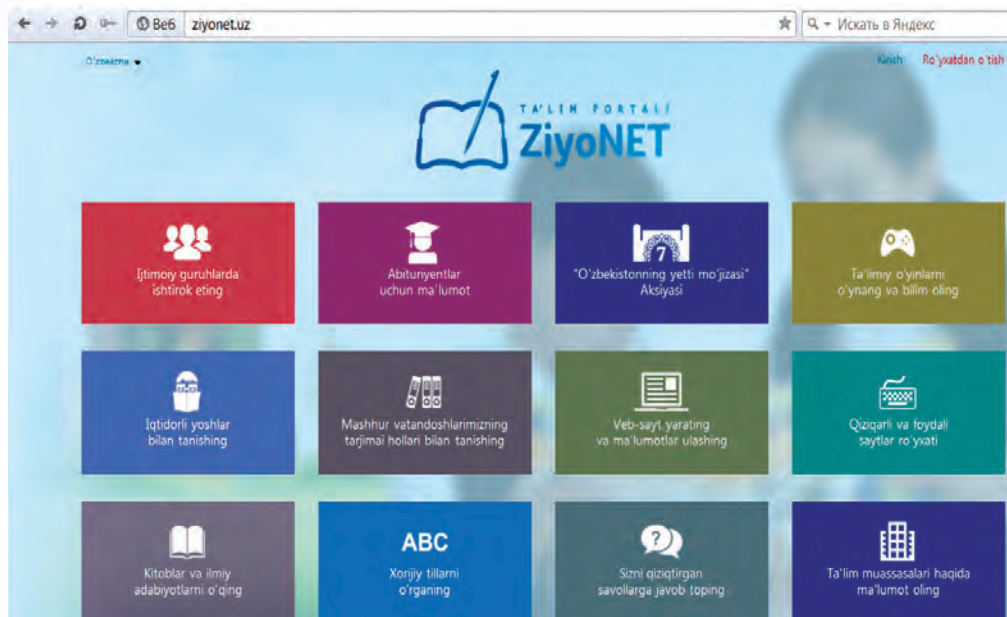 Веб ziyonet.uz
Искать в Яндекс
O'zbekcha
Kirish Ro'yxatdan o'tish
TA'LIM PORTALI
ZiyoNET
Ijtimoiy guruhlarda
ishtirok eting
Abituriyentlar
uchun ma'lumot
7
"O'zbekistonning yetti mo'jizasi"
Aksiyasi
Ta'limiy o'yinlarni
o'ynang va bilim oling
Iqtidorli yoshlar
bilan tanishing
Mashhur vatandoshlarimizning
tarjimai hollari bilan tanishing
Veb-sayt yarating
va ma'lumotlar ulashing
Qiziqarli va foydali
saytlar ro'yxati
Kitoblar va ilmiy
adabiyotlarni o'qing
ABC
Xorijiy tillarni
o'rganing
?
Sizni qiziqtirgan
savollarga javob toping
Ta'lim muassasalari haqida
ma'lumot oling